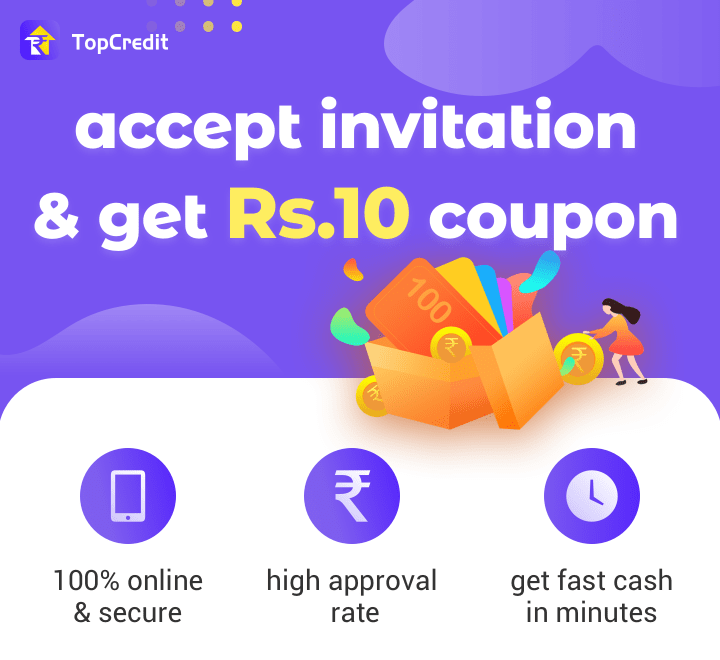 TopCredit
accept invitation
& get Rs.10 coupon
100
₹
₹
₹
₹
100% online
& secure
high approval
rate
get fast cash
in minutes